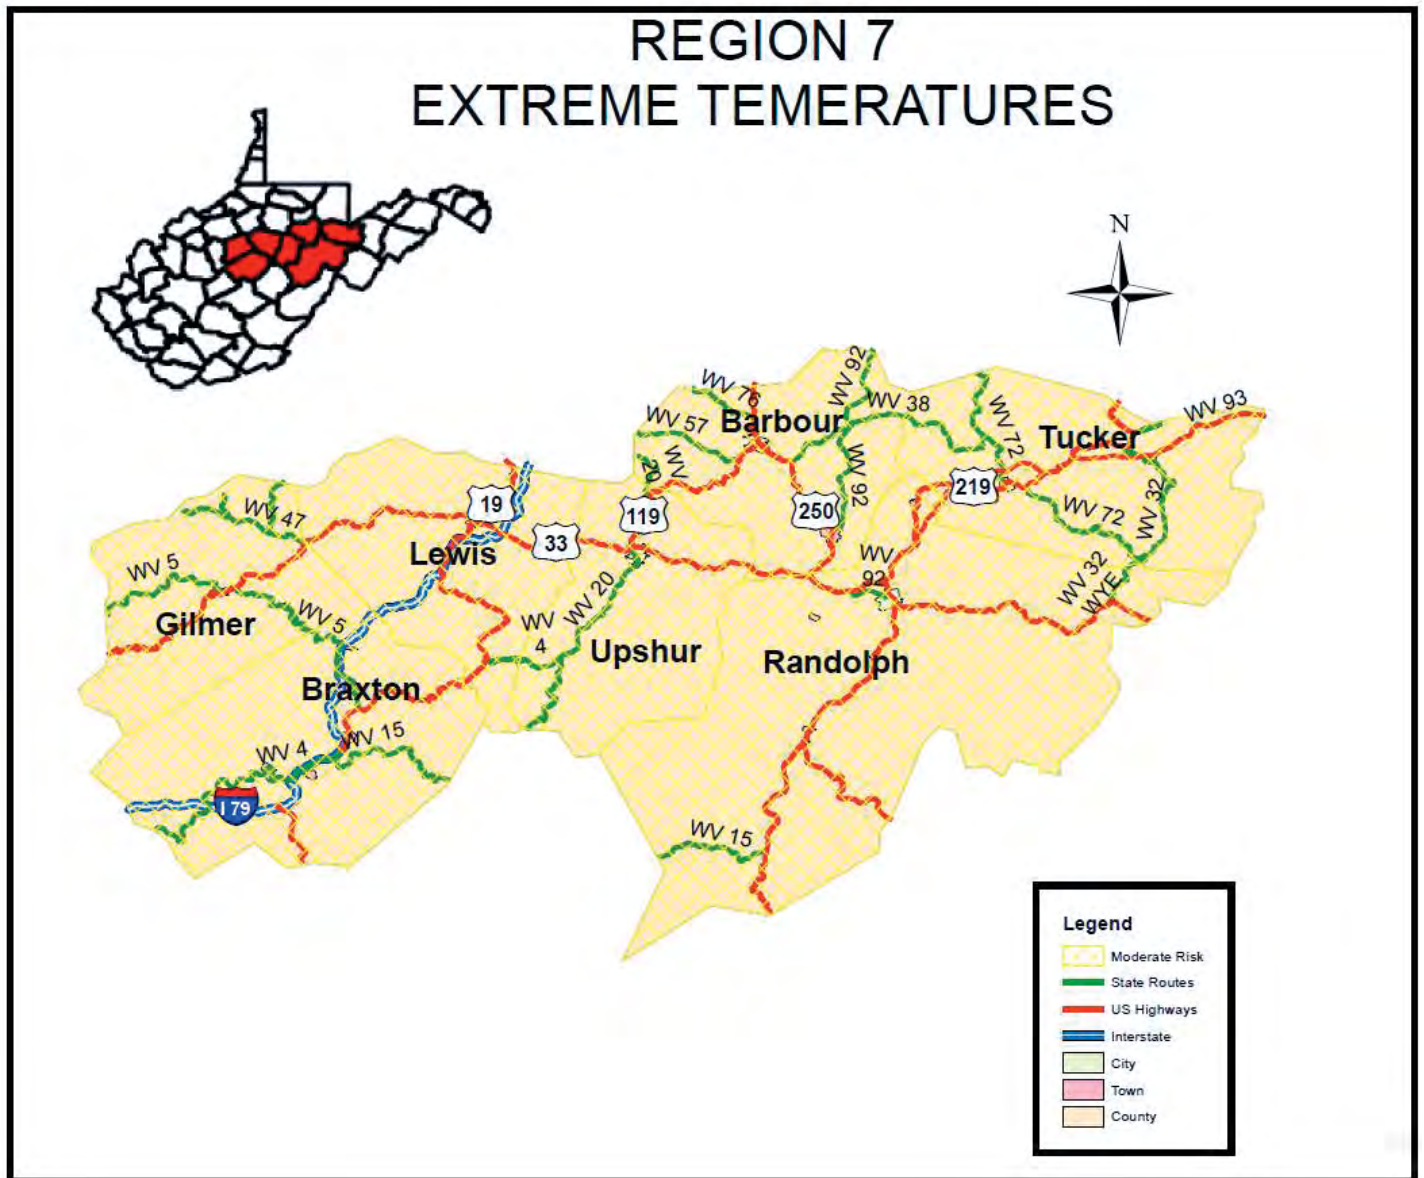 REGION 7
EXTREME TEMERATURES
N
WV 92
WV 76
WV 38
WV 93
WV 57
Barbour
WV 72
Tucker
WV
20
WV 92
219
19
250
119
WV 72
WV 32
WV 47
33
Lewis
WV
92
WV 5
WV 32
WYE
WV 20
WV
4
WV 5
Gilmer
Upshur
Randolph
Braxton
WV 15
WV 4
I 79
WV 15
Legend
Moderate Risk
State Routes
US Highways
Interstate
City
Town
County